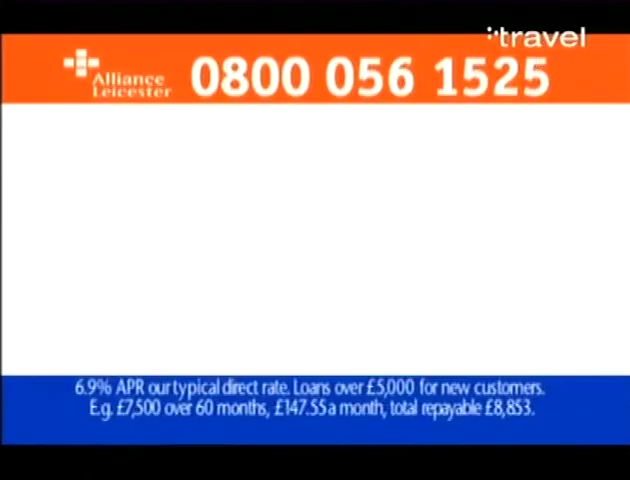 travel
Alliance
Leicester
0800 056 1525
6.9% APR our typical direct rate. Loans over £5,000 for new customers.
E.g. £7,500 over 60 months, £147.55 a month, total repayable £8,853.